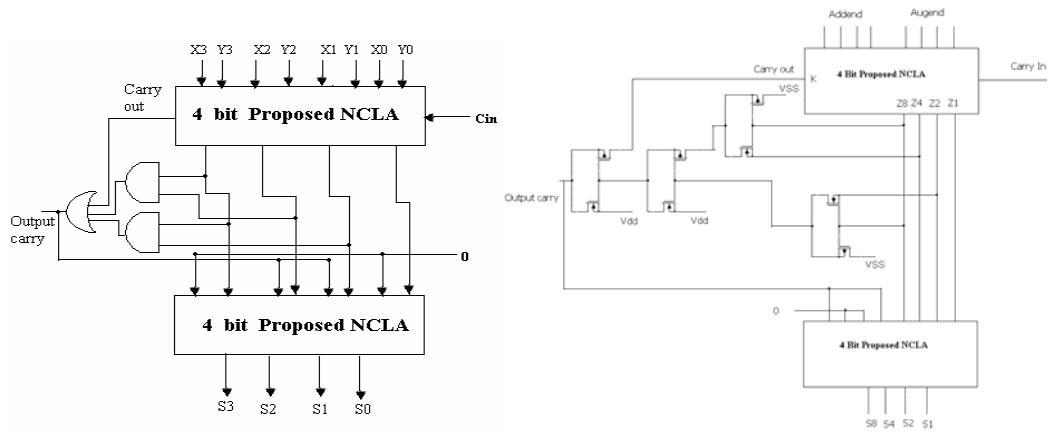 X3 Y3 X2 Y2 X1 Y1 X0 Y0
Carry
out
4 bit Proposed NCLA
Cin
Output
carry
0
4 bit Proposed NCLA
S3 S2 S1 S0
Addend Augend
Carry out
K
4 Bit Proposed NCLA
Carry In
Z8 Z4 Z2 Z1
VSS
Output carry
Vdd
Vdd
VSS
0
4 Bit Proposed NCLA
S8 S4 S2 S1